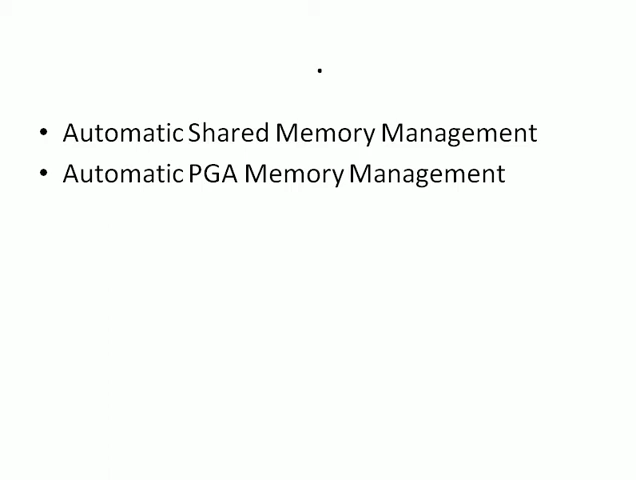 .
• Automatic Shared Memory Management
• Automatic PGA Memory Management